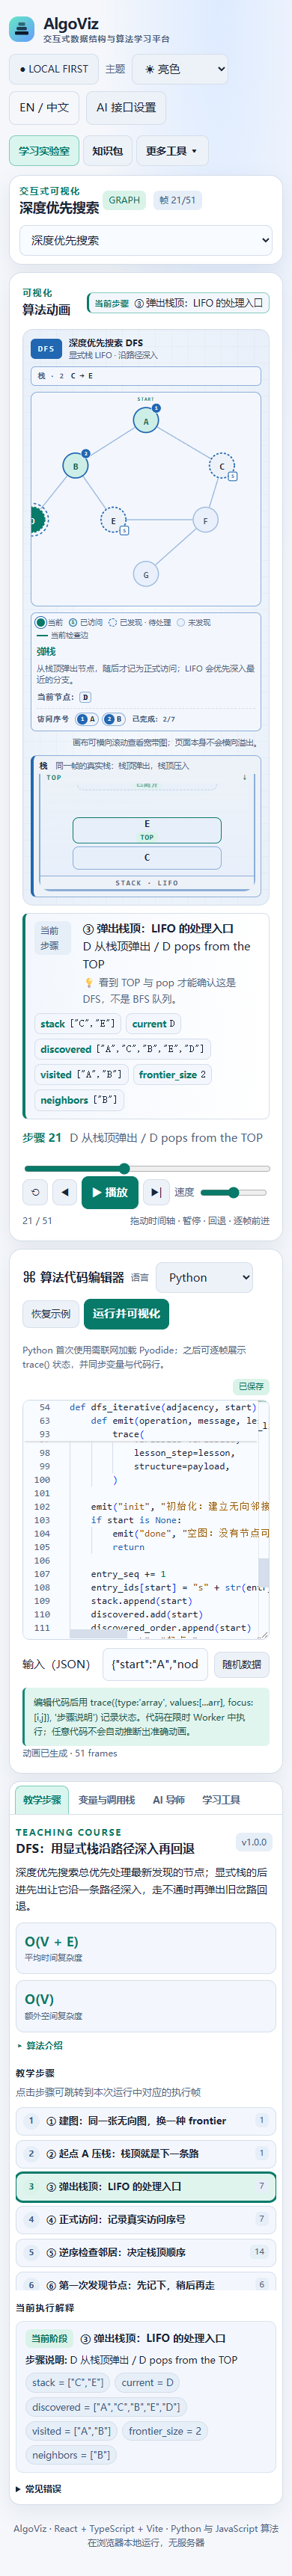 AlgoViz
交互式数据结构与算法学习平台
● LOCAL FIRST
主题
☀ 亮色
EN / 中文
AI 接口设置
学习实验室
知识包
更多工具 ▾
交互式可视化
深度优先搜索
GRAPH
帧 21/51
深度优先搜索
可视化
算法动画
当前步骤 ③ 弹出栈顶：LIFO 的处理入口
DFS
深度优先搜索 DFS
显式栈 LIFO · 沿路径深入
栈 · 2 C → E
START
A
1
B
2
C
S
D
E
S
F
G
当前
已访问
已发现 · 待处理
未发现
当前检查边
弹栈
从栈顶弹出节点，随后才记为正式访问；LIFO 会优先深入最近的分支。
当前节点： D
访问序号 1 A 2 B 已完成：2/7
画布可横向滚动查看宽带图；页面本身不会横向溢出。
栈 同一帧的真实栈：栈顶弹出，栈顶压入
TOP ↓
E
TOP
C
STACK · LIFO
当前步骤
③ 弹出栈顶：LIFO 的处理入口
D 从栈顶弹出 / D pops from the TOP
💡 看到 TOP 与 pop 才能确认这是 DFS，不是 BFS 队列。
stack ["C","E"]
current D
discovered ["A","C","B","E","D"]
visited ["A","B"]
frontier_size 2
neighbors ["B"]
步骤 21 D 从栈顶弹出 / D pops from the TOP
▶ 播放
速度
21 / 51
拖动时间轴 · 暂停 · 回退 · 逐帧前进
⌘ 算法代码编辑器
语言
Python
恢复示例
运行并可视化
Python 首次使用需联网加载 Pyodide；之后可逐帧展示 trace() 状态，并同步变量与代码行。
已保存
54 def dfs_iterative(adjacency, start)
63 def emit(operation, message, le
93 trace(
98 lesson_step=lesson,
99 structure=payload,
100 )
101
102 emit("init", "初始化：建立无向邻接
103 if start is None:
104 emit("done", "空图：没有节点可
105 return
106
107 entry_seq += 1
108 entry_ids[start] = "s" + str(entry
109 stack.append(start)
110 discovered.add(start)
111 discovered_order.append(start)
输入（JSON）
{"start":"A","nod
随机数据
编辑代码后用 trace({type:'array', values:[...arr], focus:[i,j]}, '步骤说明') 记录状态。代码在限时 Worker 中执行；任意代码不会自动推断出准确动画。
动画已生成 · 51 frames
教学步骤
变量与调用栈
AI 导师
学习工具
TEACHING COURSE
DFS：用显式栈沿路径深入再回退
v1.0.0
深度优先搜索总优先处理最新发现的节点；显式栈的后进先出让它沿一条路径深入，走不通时再弹出旧岔路回退。
O(V + E)
平均时间复杂度
O(V)
额外空间复杂度
▸ 算法介绍
教学步骤
点击步骤可跳转到本次运行中对应的执行帧
1 ① 建图：同一张无向图，换一种 frontier 1
2 ② 起点 A 压栈：栈顶就是下一条路 1
3 ③ 弹出栈顶：LIFO 的处理入口 7
4 ④ 正式访问：记录真实访问序号 7
5 ⑤ 逆序检查邻居：决定栈顶顺序 14
6 ⑥ 第一次发现节点：先记下，稍后再走 6
当前执行解释
当前阶段 ③ 弹出栈顶：LIFO 的处理入口
步骤说明: D 从栈顶弹出 / D pops from the TOP
stack = ["C","E"]
current = D
discovered = ["A","C","B","E","D"]
visited = ["A","B"]
frontier_size = 2
neighbors = ["B"]
▸ 常见错误
AlgoViz · React + TypeScript + Vite · Python 与 JavaScript 算法在浏览器本地运行，无服务器